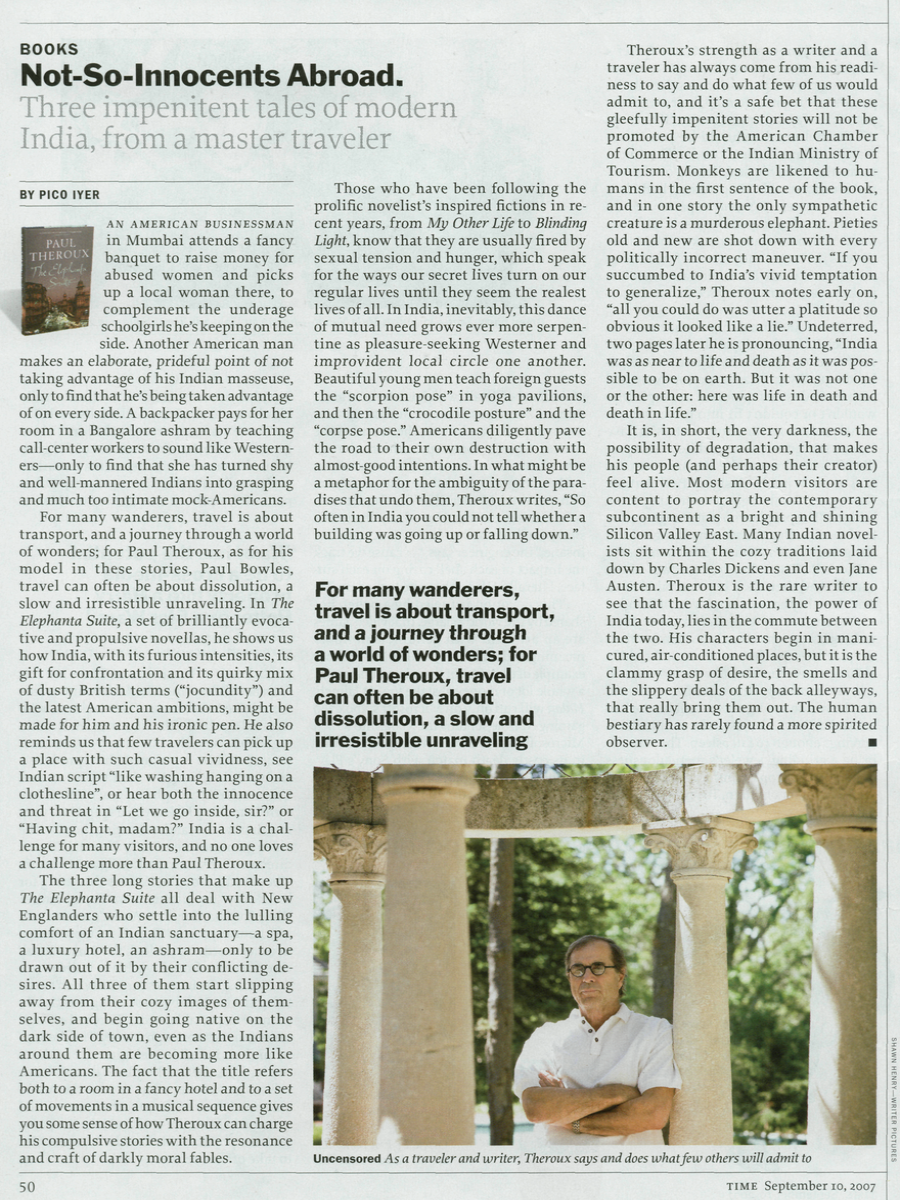 BOOKS
Not-So-Innocents Abroad.
Three impenitent tales of modern
India, from a master traveler
BY PICO IYER
PAUL
THEROUX
The Elephanta
Suite
AN AMERICAN BUSINESSMAN
in Mumbai attends a fancy
banquet to raise money for
abused women and picks
up a local woman there, to
complement the underage
schoolgirls he's keeping on the
side. Another American man
makes an elaborate, prideful point of not
taking advantage of his Indian masseuse,
only to find that he's being taken advantage
of on every side. A backpacker pays for her
room in a Bangalore ashram by teaching
call-center workers to sound like Western-
ers—only to find that she has turned shy
and well-mannered Indians into grasping
and much too intimate mock-Americans.
For many wanderers, travel is about
transport, and a journey through a world
of wonders; for Paul Theroux, as for his
model in these stories, Paul Bowles,
travel can often be about dissolution, a
slow and irresistible unraveling. In The
Elephanta Suite, a set of brilliantly evoca-
tive and propulsive novellas, he shows us
how India, with its furious intensities, its
gift for confrontation and its quirky mix
of dusty British terms ("jocundity") and
the latest American ambitions, might be
made for him and his ironic pen. He also
reminds us that few travelers can pick up
a place with such casual vividness, see
Indian script "like washing hanging on a
clothesline", or hear both the innocence
and threat in "Let we go inside, sir?" or
"Having chit, madam?" India is a chal-
lenge for many visitors, and no one loves
a challenge more than Paul Theroux.
The three long stories that make up
The Elephanta Suite all deal with New
Englanders who settle into the lulling
comfort of an Indian sanctuary—a spa,
a luxury hotel, an ashram—only to be
drawn out of it by their conflicting de-
sires. All three of them start slipping
away from their cozy images of them-
selves, and begin going native on the
dark side of town, even as the Indians
around them are becoming more like
Americans. The fact that the title refers
both to a room in a fancy hotel and to a set
of movements in a musical sequence gives
you some sense of how Theroux can charge
his compulsive stories with the resonance
and craft of darkly moral fables.
Those who have been following the
prolific novelist's inspired fictions in re-
cent years, from My Other Life to Blinding
Light, know that they are usually fired by
sexual tension and hunger, which speak
for the ways our secret lives turn on our
regular lives until they seem the realest
lives of all. In India, inevitably, this dance
of mutual need grows ever more serpen-
tine as pleasure-seeking Westerner and
improvident local circle one another.
Beautiful young men teach foreign guests
the "scorpion pose" in yoga pavilions,
and then the "crocodile posture" and the
"corpse pose." Americans diligently pave
the road to their own destruction with
almost-good intentions. In what might be
a metaphor for the ambiguity of the para-
dises that undo them, Theroux writes, "So
often in India you could not tell whether a
building was going up or falling down."
For many wanderers,
travel is about transport,
and a journey through
a world of wonders; for
Paul Theroux, travel
can often be about
dissolution, a slow and
irresistible unraveling
Theroux's strength as a writer and a
traveler has always come from his readi-
ness to say and do what few of us would
admit to, and it's a safe bet that these
gleefully impenitent stories will not be
promoted by the American Chamber
of Commerce or the Indian Ministry of
Tourism. Monkeys are likened to hu-
mans in the first sentence of the book,
and in one story the only sympathetic
creature is a murderous elephant. Pieties
old and new are shot down with every
politically incorrect maneuver. "If you
succumbed to India's vivid temptation
to generalize," Theroux notes early on,
"all you could do was utter a platitude so
obvious it looked like a lie." Undeterred,
two pages later he is pronouncing, "India
was as near to life and death as it was pos-
sible to be on earth. But it was not one
or the other: here was life in death and
death in life."
It is, in short, the very darkness, the
possibility of degradation, that makes
his people (and perhaps their creator)
feel alive. Most modern visitors are
content to portray the contemporary
subcontinent as a bright and shining
Silicon Valley East. Many Indian novel-
ists sit within the cozy traditions laid
down by Charles Dickens and even Jane
Austen. Theroux is the rare writer to
see that the fascination, the power of
India today, lies in the commute between
the two. His characters begin in mani-
cured, air-conditioned places, but it is the
clammy grasp of desire, the smells and
the slippery deals of the back alleyways,
that really bring them out. The human
bestiary has rarely found a more spirited
observer. ■
SHAWN HENRY—WRITER PICTURES
Uncensored As a traveler and writer, Theroux says and does what few others will admit to
50
TIME September 10, 2007